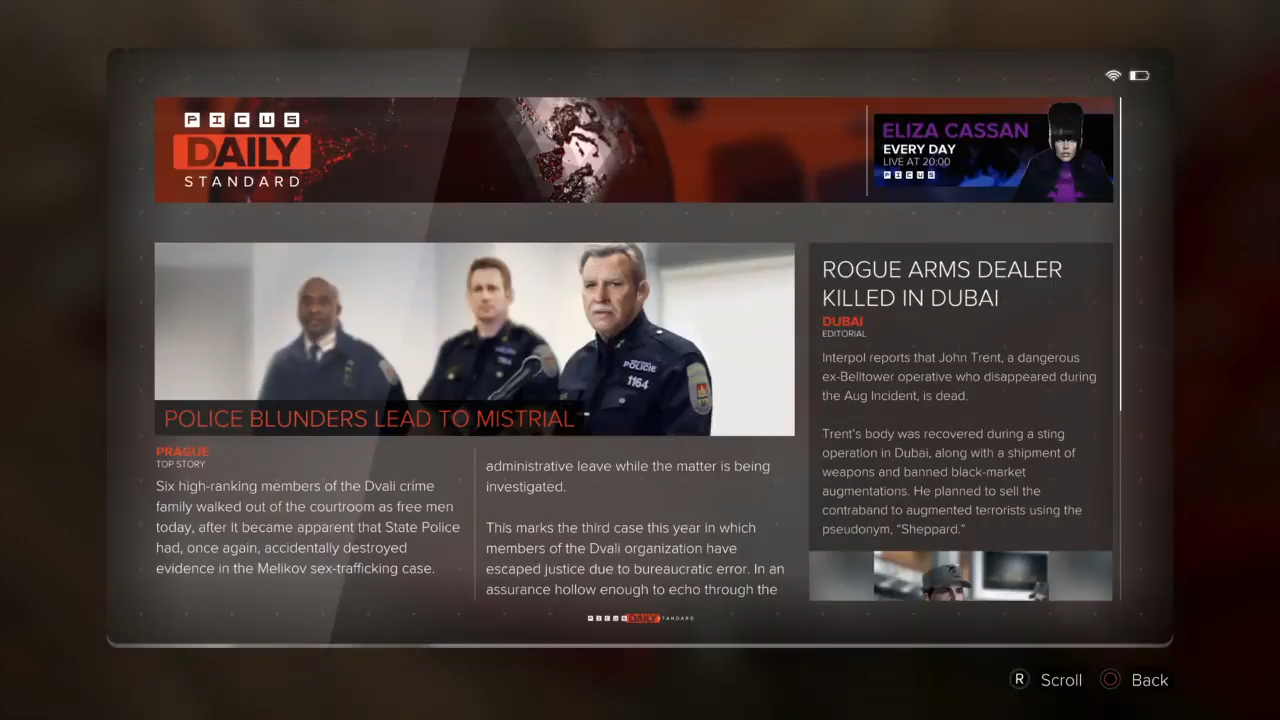 PICUS
DAILY
STANDARD
ELIZA CASSAN
EVERY DAY
LIVE AT 20:00
PICUS
POLICIE
1164
POLICE BLUNDERS LEAD TO MISTRIAL
PRAGUE
TOP STORY
Six high-ranking members of the Dvali crime
family walked out of the courtroom as free men
today, after it became apparent that State Police
had, once again, accidentally destroyed
evidence in the Melikov sex-trafficking case.
administrative leave while the matter is being
investigated.
This marks the third case this year in which
members of the Dvali organization have
escaped justice due to bureaucratic error. In an
assurance hollow enough to echo through the
ROGUE ARMS DEALER
KILLED IN DUBAI
DUBAI
EDITORIAL
Interpol reports that John Trent, a dangerous
ex-Belltower operative who disappeared during
the Aug Incident, is dead.
Trent's body was recovered during a sting
operation in Dubai, along with a shipment of
weapons and banned black-market
augmentations. He planned to sell the
contraband to augmented terrorists using the
pseudonym, “Sheppard.”
PICUS DAILY STANDARD
R Scroll
Back